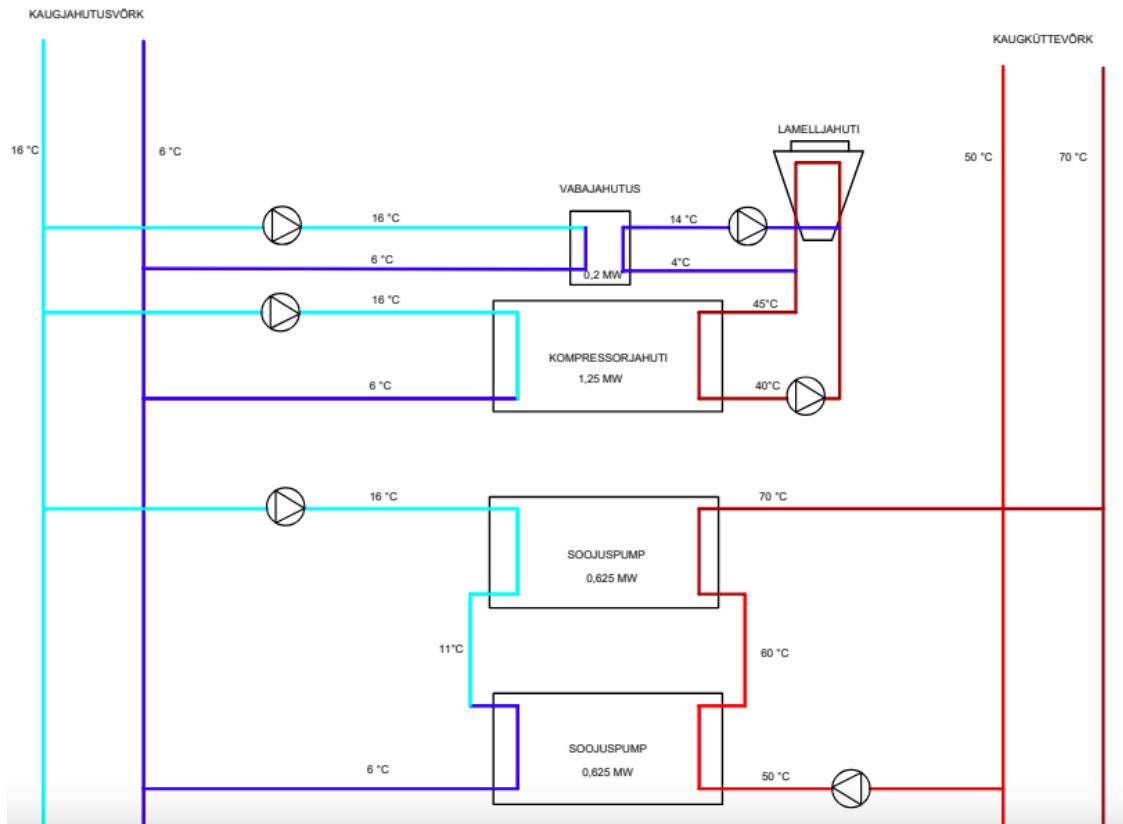 KAUGJAHUTUSVÕRK
KAUGKÜTTEVÕRK
LAMELLJAHUTI
16 °C
6 °C
50 °C
70 °C
VABAJAHUTUS
16 °C
14 °C
6 °C
4°C
0,2 MW
16 °C
45°C
KOMPRESSORJAHUTI
1,25 MW
6 °C
40°C
16 °C
70 °C
SOOJUSPUMP
0,625 MW
11°C
60 °C
SOOJUSPUMP
0,625 MW
6 °C
50 °C